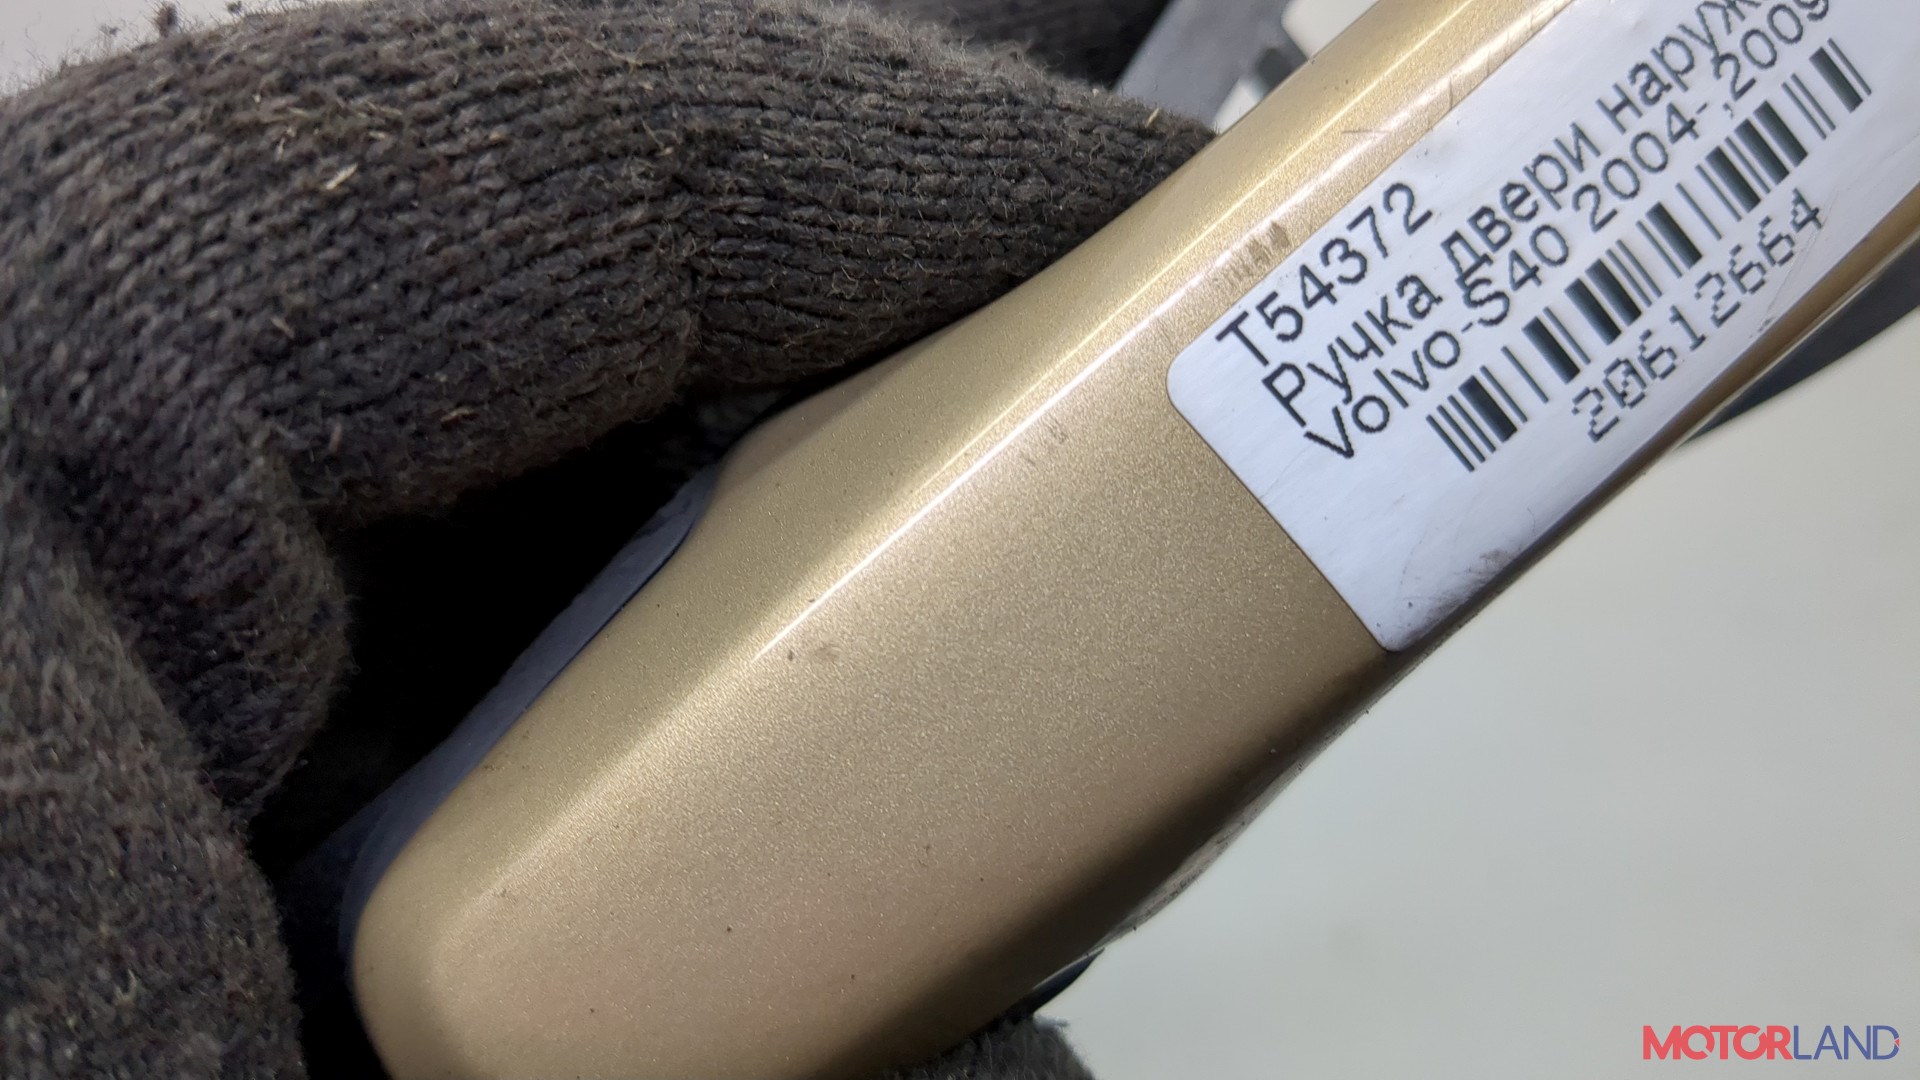 T54372
Ручка двери наруж
Volvo-S40 2004-,2009
20612664
MOTORLAND